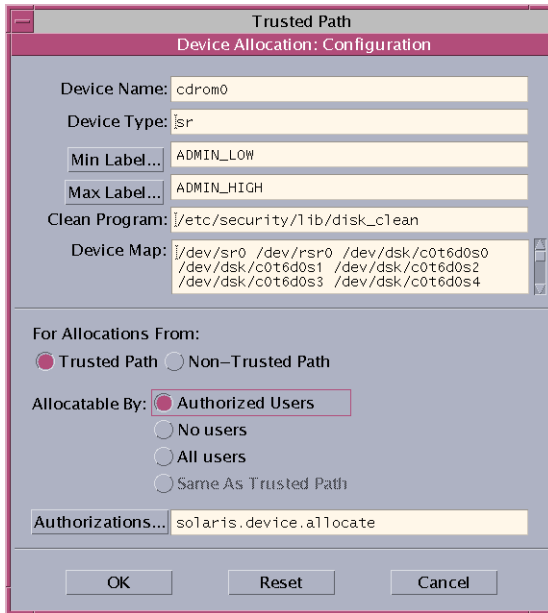 Trusted Path
Device Allocation: Configuration
Device Name: cdrom0
Device Type: sr
Min Label... ADMIN_LOW
Max Label... ADMIN_HIGH
Clean Program: /etc/security/lib/disk_clean
Device Map: /dev/sr0 /dev/rsr0 /dev/dsk/c0t6d0s0
/dev/dsk/c0t6d0s1 /dev/dsk/c0t6d0s2
/dev/dsk/c0t6d0s3 /dev/dsk/c0t6d0s4
For Allocations From:
Trusted Path Non-Trusted Path
Allocatable By: Authorized Users
No users
All users
Same As Trusted Path
Authorizations... solaris.device.allocate
OK Reset Cancel